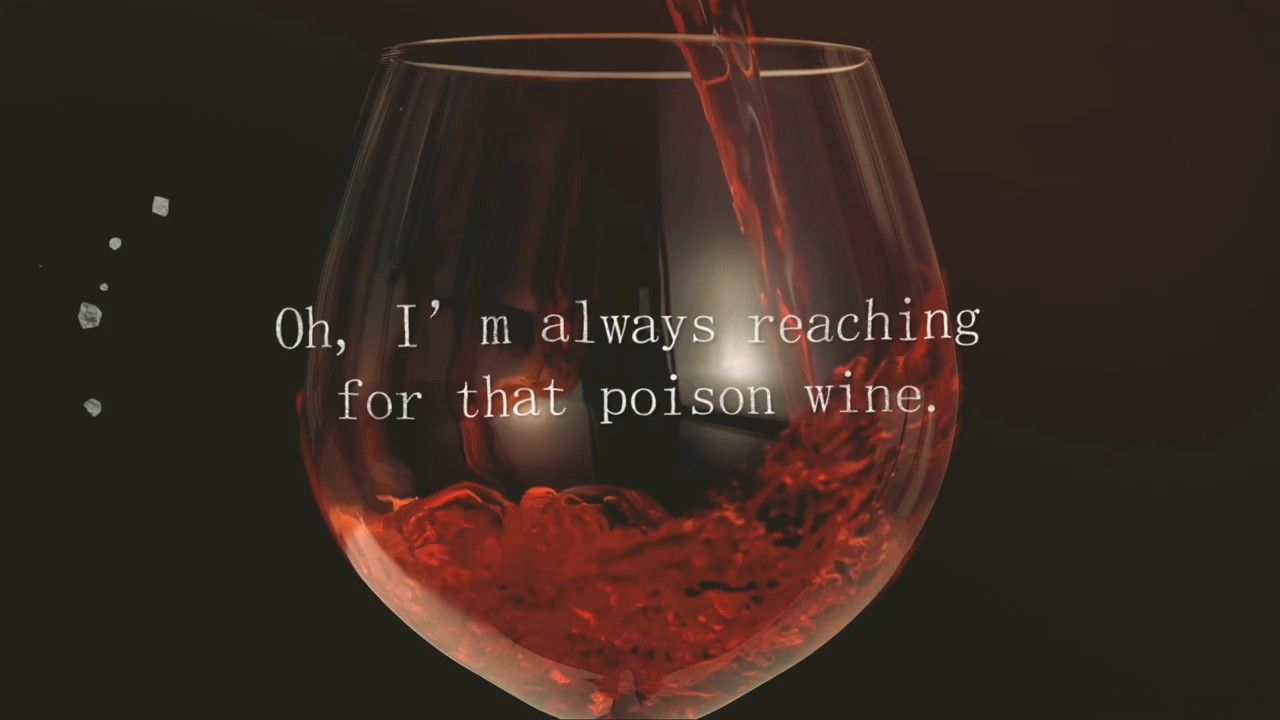 Oh, I’ m always reaching
for that poison wine.